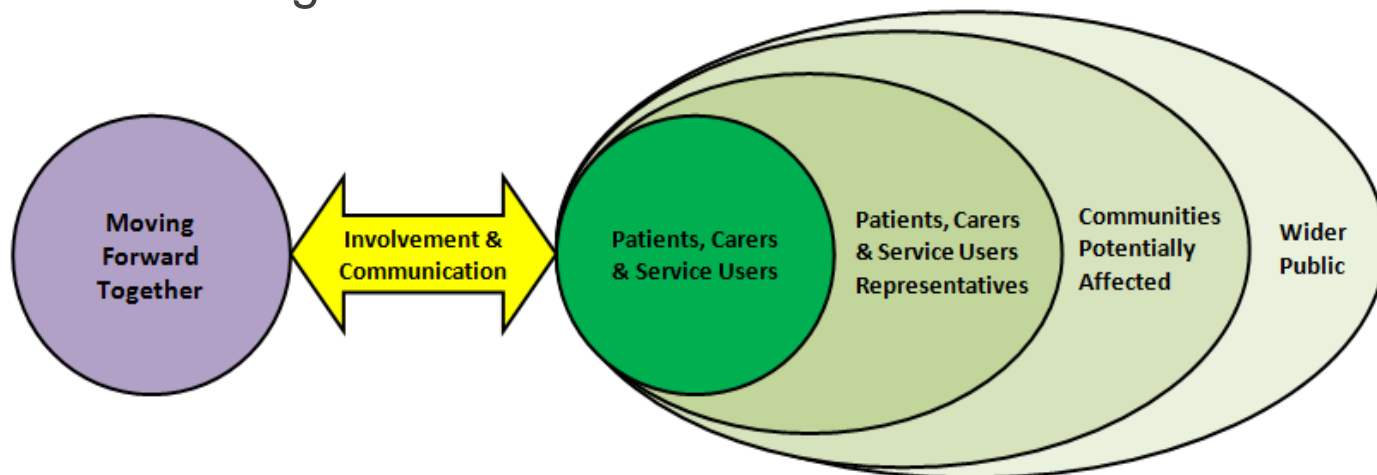 Moving
Forward
Together
Involvement &
Communication
Patients, Carers
& Service Users
Patients, Carers
& Service Users
Representatives
Communities
Potentially
Affected
Wider
Public